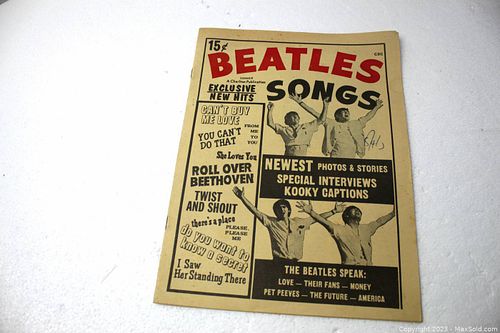 15¢
BEATLES
A Charlton Publication
SONGS
EXCLUSIVE
NEW HITS
CAN'T BUY
ME LOVE
FROM
ME
TO
YOU
YOU CAN'T
DO THAT
She Loves You
ROLL OVER
BEETHOVEN
TWIST
AND SHOUT
there's a place
PLEASE,
PLEASE
ME
do you want to
know a secret
I Saw
Her Standing There
NEWEST PHOTOS & STORIES
SPECIAL INTERVIEWS
KOOKY CAPTIONS
THE BEATLES SPEAK:
LOVE — THEIR FANS — MONEY
PET PEEVES — THE FUTURE — AMERICA
Copyright 2023 - MaxSold.com